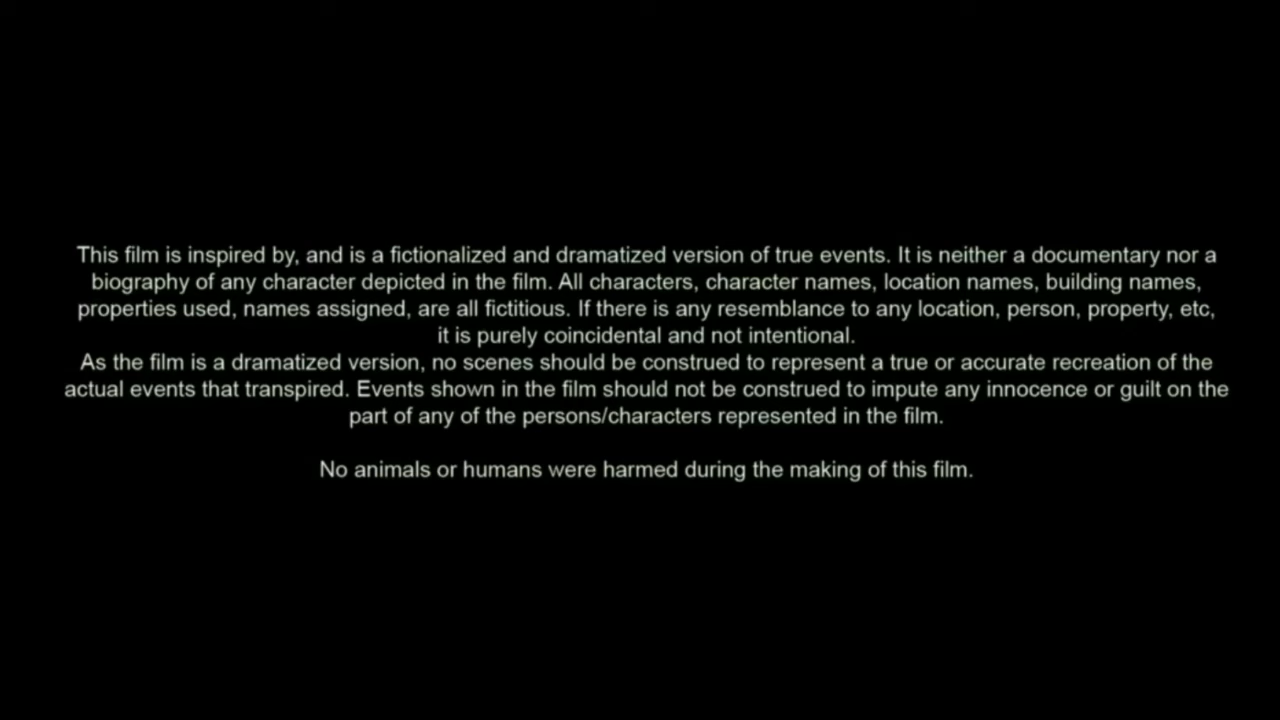 This film is inspired by, and is a fictionalized and dramatized version of true events. It is neither a documentary nor a
biography of any character depicted in the film. All characters, character names, location names, building names,
properties used, names assigned, are all fictitious. If there is any resemblance to any location, person, property, etc,
it is purely coincidental and not intentional.
As the film is a dramatized version, no scenes should be construed to represent a true or accurate recreation of the
actual events that transpired. Events shown in the film should not be construed to impute any innocence or guilt on the
part of any of the persons/characters represented in the film.
No animals or humans were harmed during the making of this film.